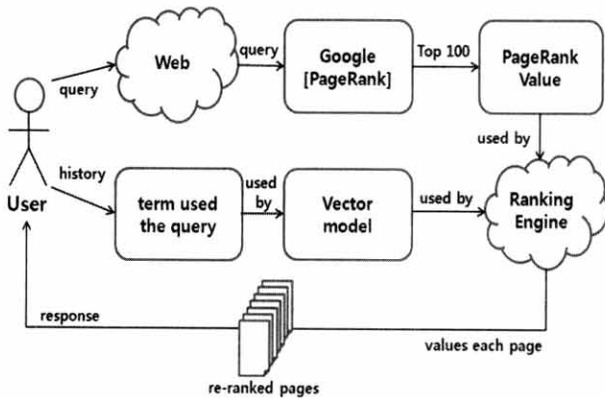 Web
query
query
Google
[PageRank]
Top 100
PageRank
Value
used by
User
history
term used
the query
used
by
Vector
model
used by
Ranking
Engine
response
values each page
re-ranked pages